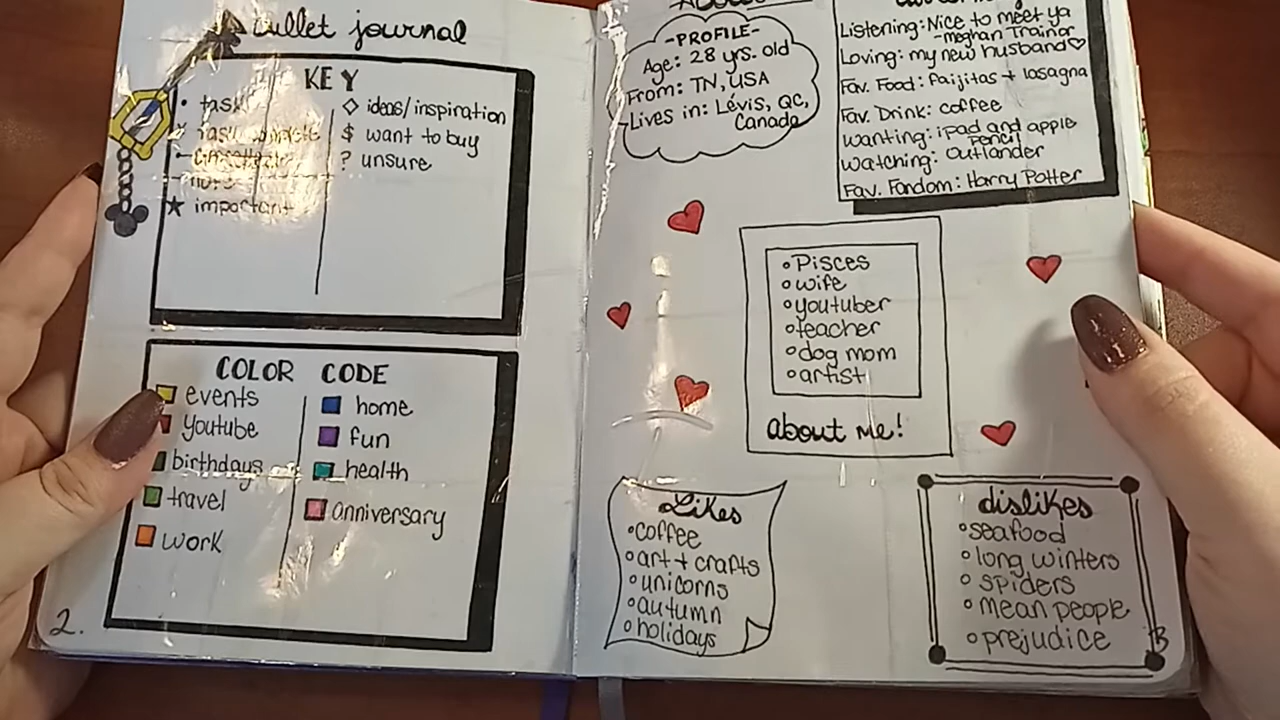 Bullet journal
KEY
• task
task complete
note
★ important
◇ ideas/inspiration
$ want to buy
? unsure
COLOR CODE
events
Youtube
birthdays
travel
work
home
fun
health
anniversary
2.
-PROFILE-
Age: 28 yrs. old
From: TN, USA
Lives in: Lévis, QC,
Canada
Listening: Nice to meet ya
-meghan Trainor
Loving: my new husband♡
Fav. Food: faijitas + lasagna
Fav. Drink: coffee
Wanting: ipad and apple
pencil
Watching: Outlander
Fav. Fandom: Harry Potter
• Pisces
• wife
• youtuber
• teacher
• dog mom
• artist
about me!
Likes
• coffee
• art + crafts
• unicorns
• autumn
• holidays
dislikes
• seafood
• long winters
• spiders
• mean people
• prejudice